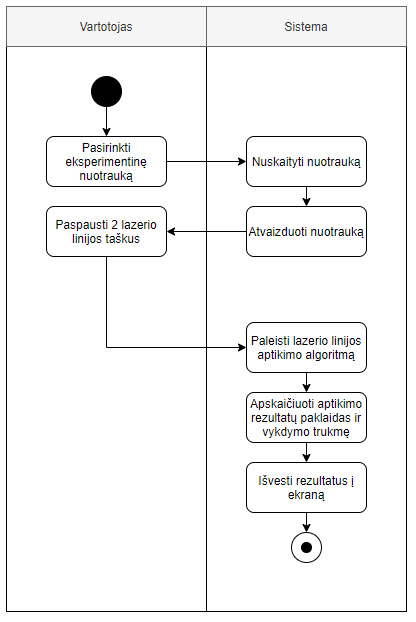 Vartotojas
Sistema
Pasirinkti
eksperimentinę
nuotrauką
Nuskaityti nuotrauką
Paspausti 2 lazerio
linijos taškus
Atvaizduoti nuotrauką
Paleisti lazerio linijos
aptikimo algoritmą
Apskaičiuoti aptikimo
rezultatų paklaidas ir
vykdymo trukmę
Išvesti rezultatus į
ekraną